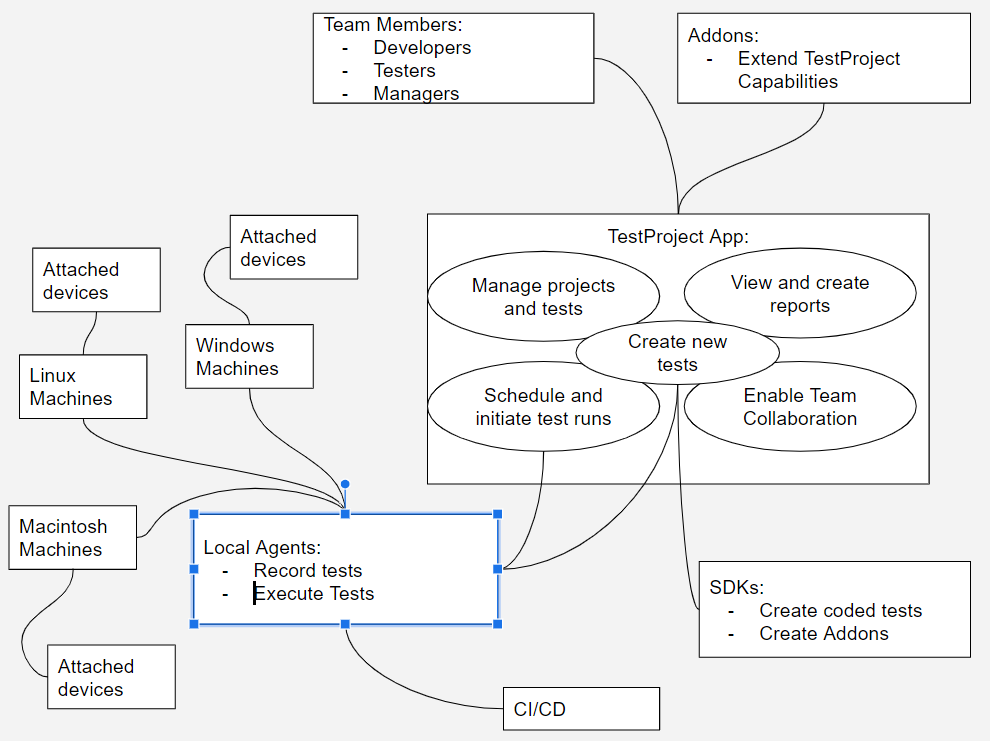 Team Members:
- Developers
- Testers
- Managers
Addons:
- Extend TestProject
Capabilities
TestProject App:
Manage projects
and tests
View and create
reports
Create new
tests
Schedule and
initiate test runs
Enable Team
Collaboration
Attached
devices
Attached
devices
Windows
Machines
Linux
Machines
Macintosh
Machines
Local Agents:
- Record tests
- Execute Tests
SDKs:
- Create coded tests
- Create Addons
Attached
devices
CI/CD